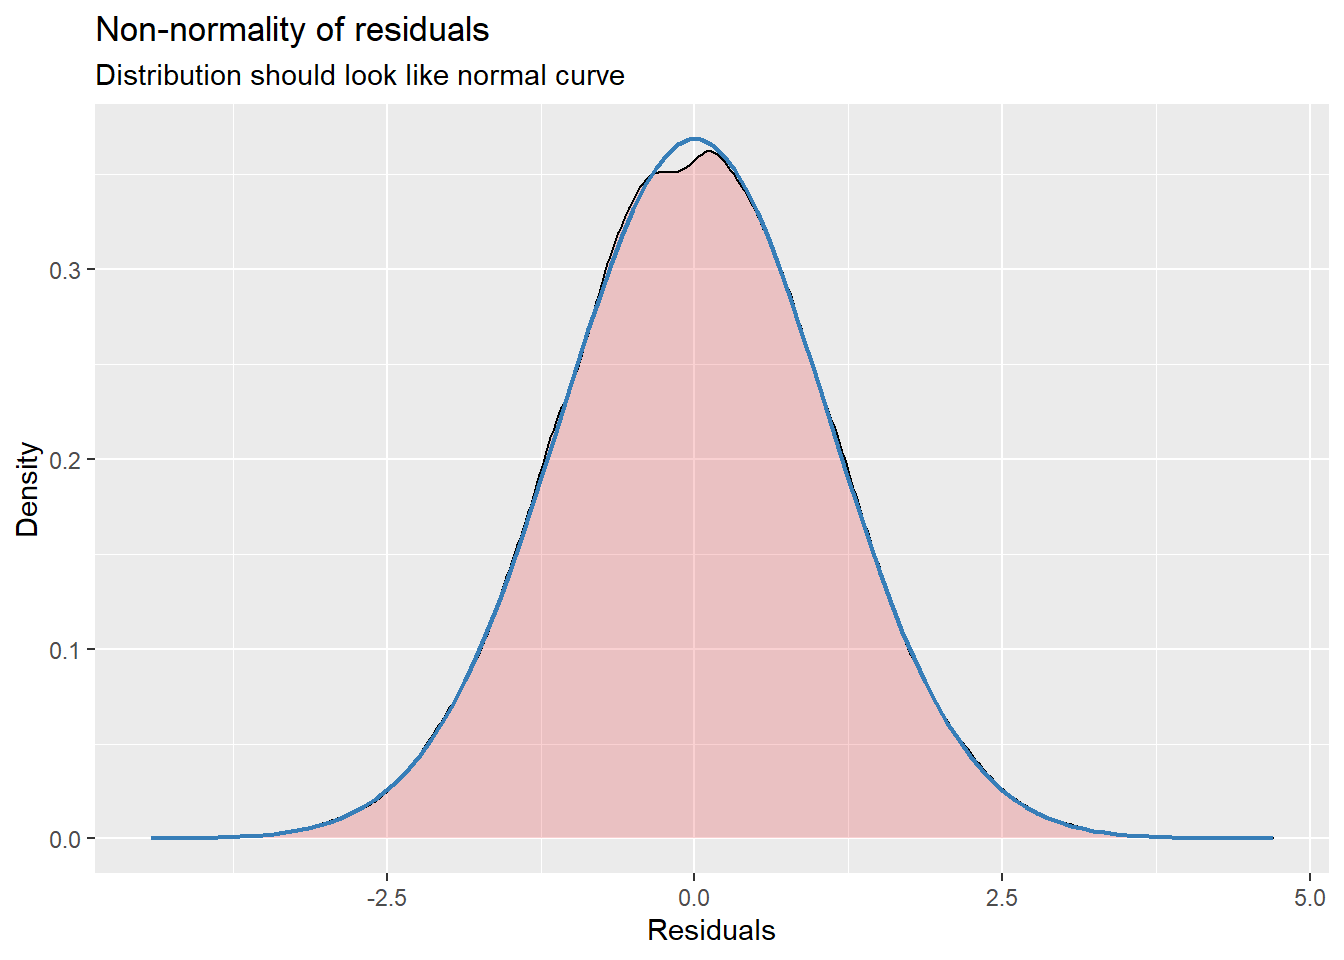 Non-normality of residuals
Distribution should look like normal curve
Density
0.3
0.2
0.1
0.0
-2.5 0.0 2.5 5.0
Residuals